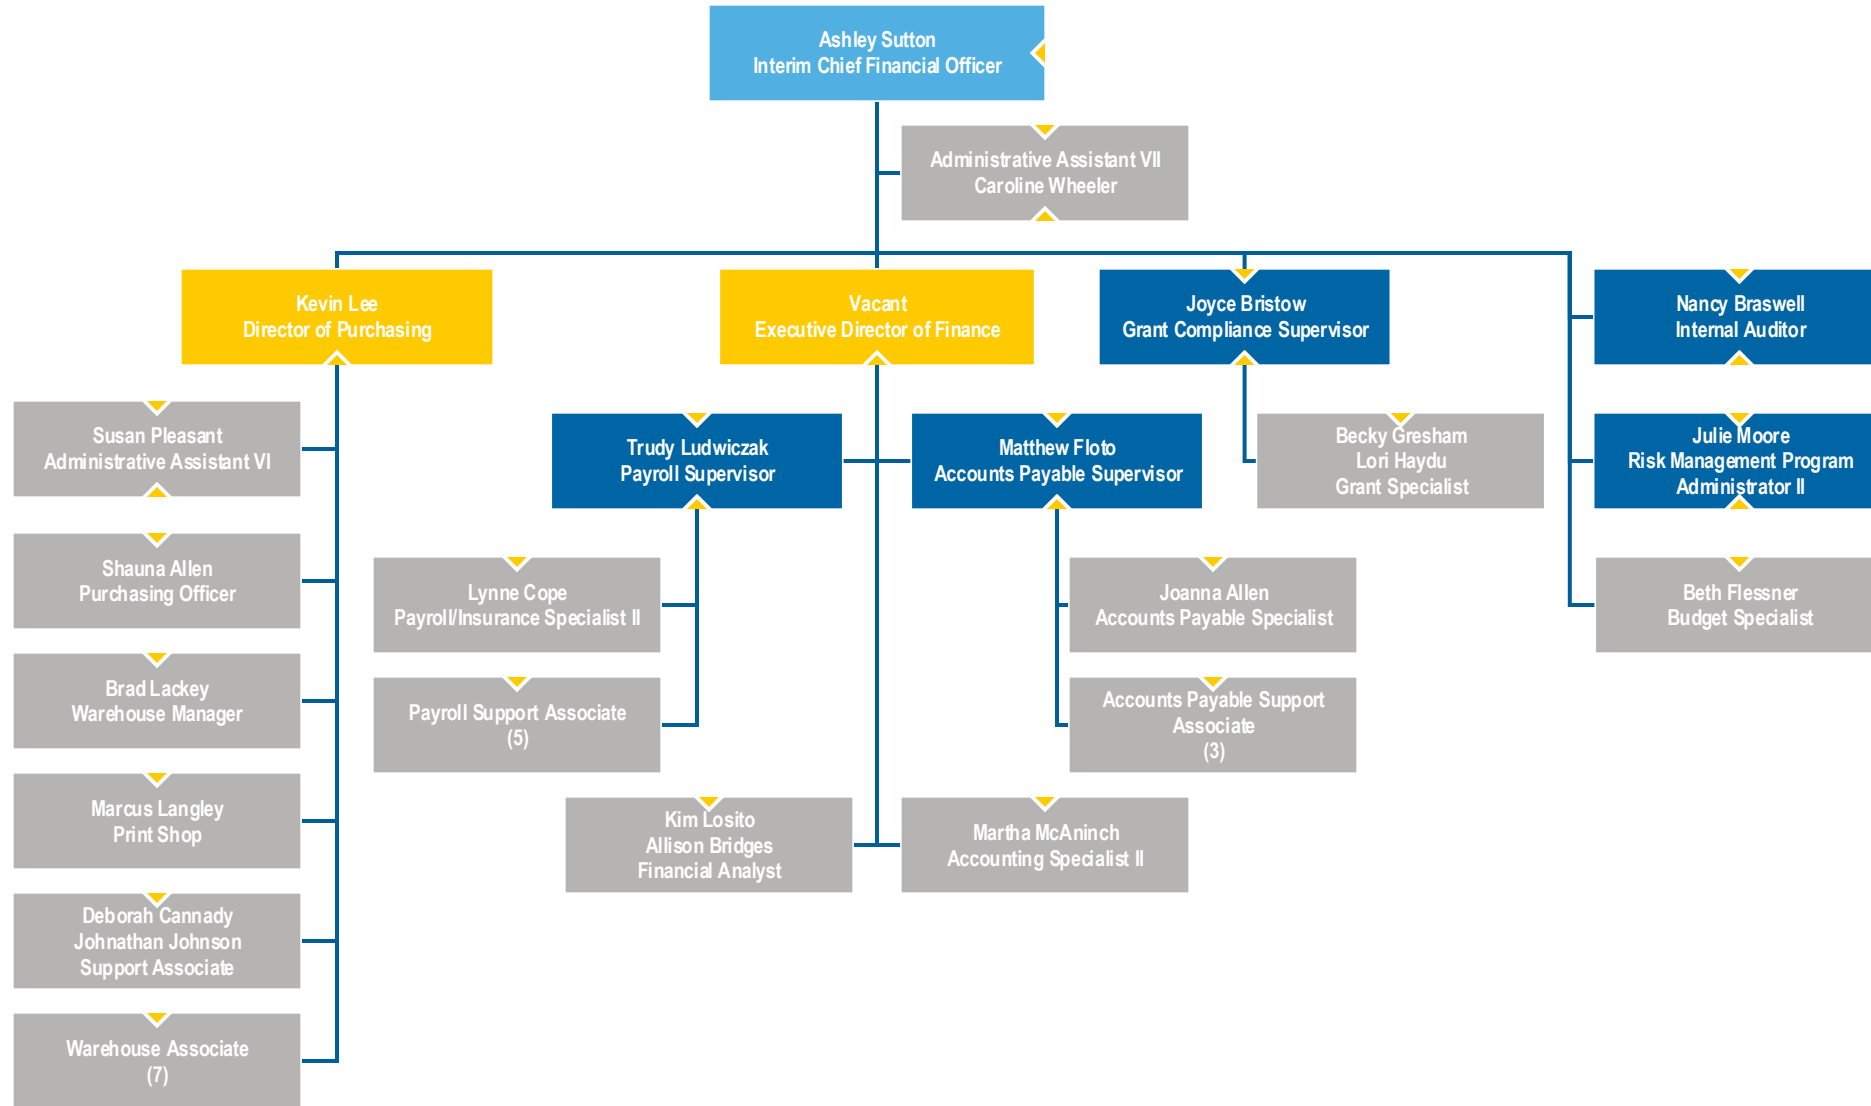 Ashley Sutton
Interim Chief Financial Officer
Administrative Assistant VII
Caroline Wheeler
Kevin Lee
Director of Purchasing
Vacant
Executive Director of Finance
Joyce Bristow
Grant Compliance Supervisor
Nancy Braswell
Internal Auditor
Susan Pleasant
Administrative Assistant VI
Trudy Ludwiczak
Payroll Supervisor
Matthew Floto
Accounts Payable Supervisor
Becky Gresham
Lori Haydu
Grant Specialist
Julie Moore
Risk Management Program
Administrator II
Shauna Allen
Purchasing Officer
Lynne Cope
Payroll/Insurance Specialist II
Joanna Allen
Accounts Payable Specialist
Beth Flessner
Budget Specialist
Brad Lackey
Warehouse Manager
Payroll Support Associate
(5)
Accounts Payable Support
Associate
(3)
Marcus Langley
Print Shop
Kim Losito
Allison Bridges
Financial Analyst
Martha McAninch
Accounting Specialist II
Deborah Cannady
Johnathan Johnson
Support Associate
Warehouse Associate
(7)